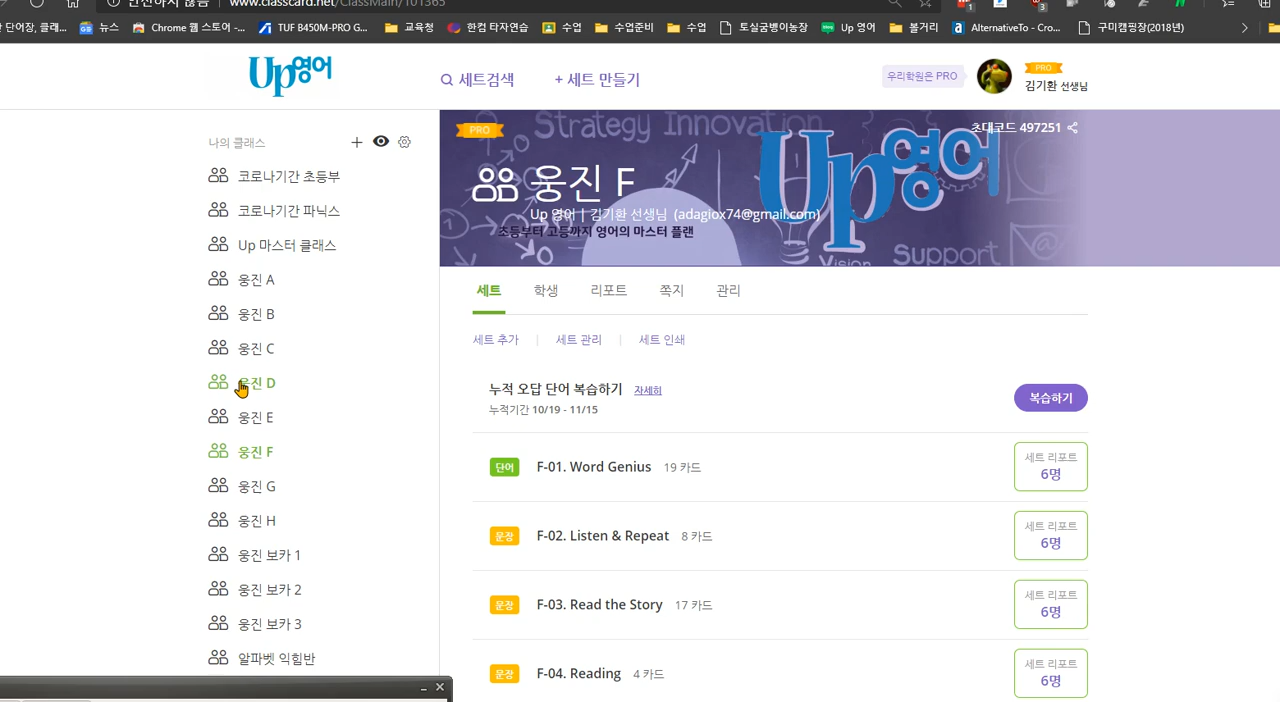 안전하지 않음 | www.classcard.net/ClassMain/101365
단어장, 클래... 뉴스 Chrome 웹 스토어 -... TUF B450M-PRO G... 교육청 한컴 타자연습 수업 수업준비 수업 토실굼벵이농장 Up 영어 볼거리 AlternativeTo - Cro... 구미캠핑장(2018년)
Up영어
세트검색
+ 세트 만들기
우리학원은 PRO
PRO
김기환 선생님
나의 클래스
코로나기간 초등부
코로나기간 파닉스
Up 마스터 클래스
웅진 A
웅진 B
웅진 C
웅진 D
웅진 E
웅진 F
웅진 G
웅진 H
웅진 보카 1
웅진 보카 2
웅진 보카 3
알파벳 익힘반
PRO
Strategy Innovation
초대코드 497251
웅진 F
Up영어
Up 영어 | 김기환 선생님 (adagiox74@gmail.com)
초등부터 고등까지 영어의 마스터 플랜
Vision
Support
세트 학생 리포트 쪽지 관리
세트 추가 | 세트 관리 | 세트 인쇄
누적 오답 단어 복습하기 자세히
누적기간 10/19 - 11/15
복습하기
단어 F-01. Word Genius 19 카드
세트 리포트
6명
문장 F-02. Listen & Repeat 8 카드
세트 리포트
6명
문장 F-03. Read the Story 17 카드
세트 리포트
6명
문장 F-04. Reading 4 카드
세트 리포트
6명